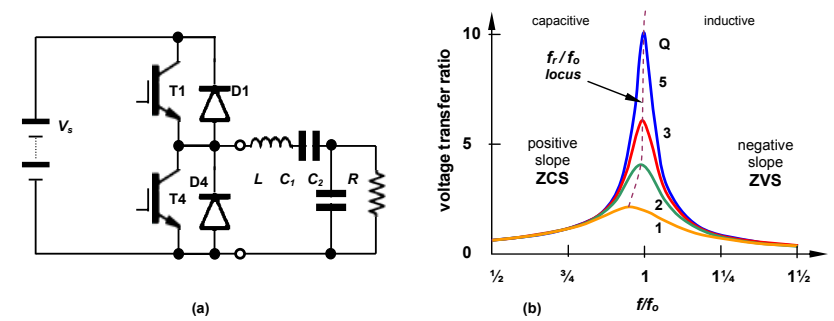 V_s
T1
D1
T4
D4
L
C_1
C_2
R
(a)
capacitive
inductive
voltage transfer ratio
10
5
0
f_r / f_o
locus
Q
5
3
2
1
positive
slope
ZCS
negative
slope
ZVS
½
¾
1
1¼
1½
f/f_o
(b)